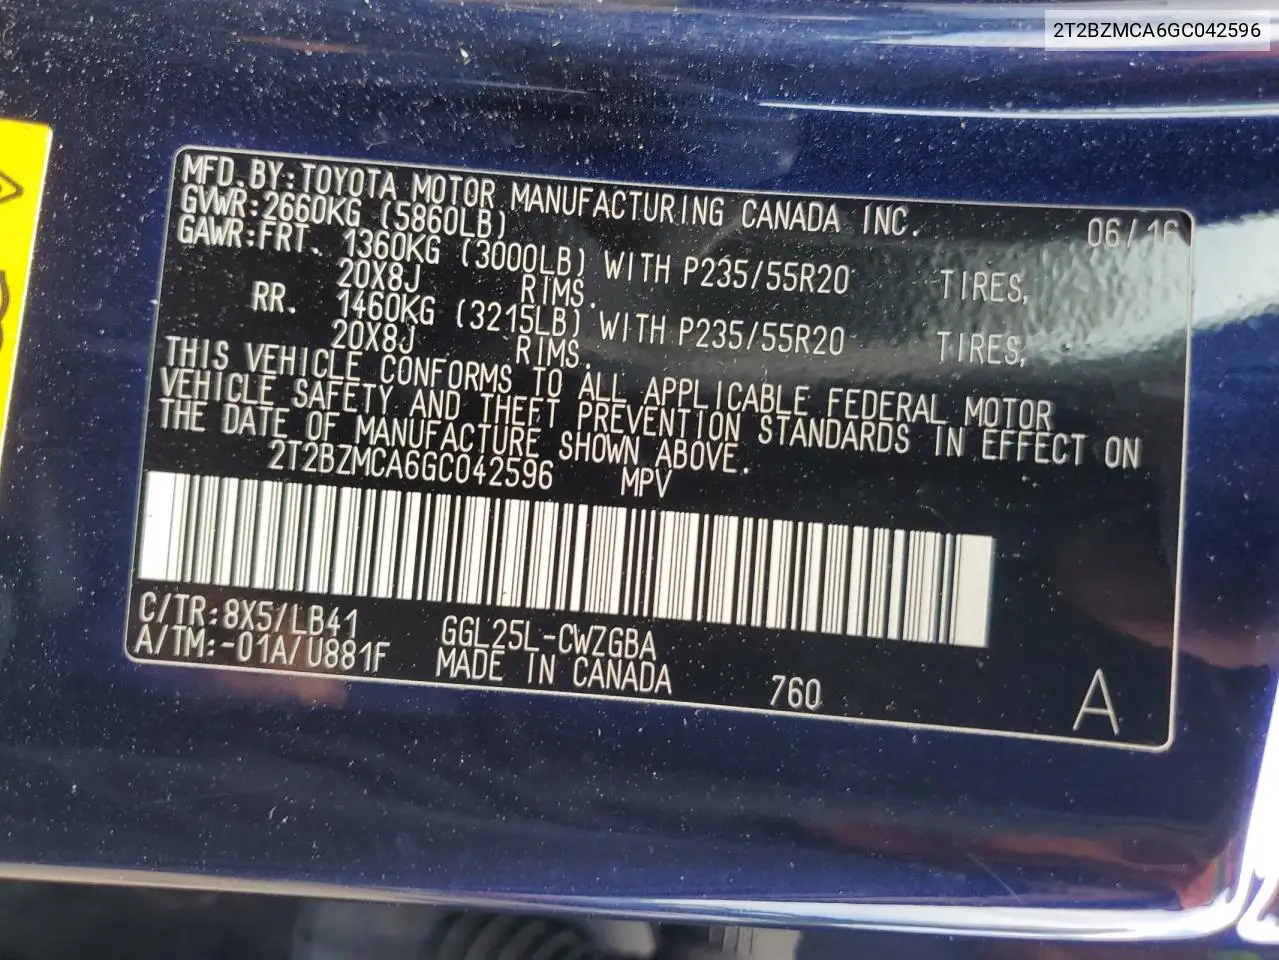 2T2BZMCA6GC042596
MFD.BY:TOYOTA MOTOR MANUFACTURING CANADA INC. 06/16
GVWR:2660KG (5860LB)
GAWR:FRT. 1360KG (3000LB) WITH P235/55R20 TIRES,
20X8J RIMS.
RR. 1460KG (3215LB) WITH P235/55R20 TIRES,
20X8J RIMS.
THIS VEHICLE CONFORMS TO ALL APPLICABLE FEDERAL MOTOR
VEHICLE SAFETY AND THEFT PREVENTION STANDARDS IN EFFECT ON
THE DATE OF MANUFACTURE SHOWN ABOVE.
2T2BZMCA6GC042596 MPV
C/TR:8X5/LB41 GGL25L-CWZGBA
A/TM:-01A/U881F MADE IN CANADA 760 A